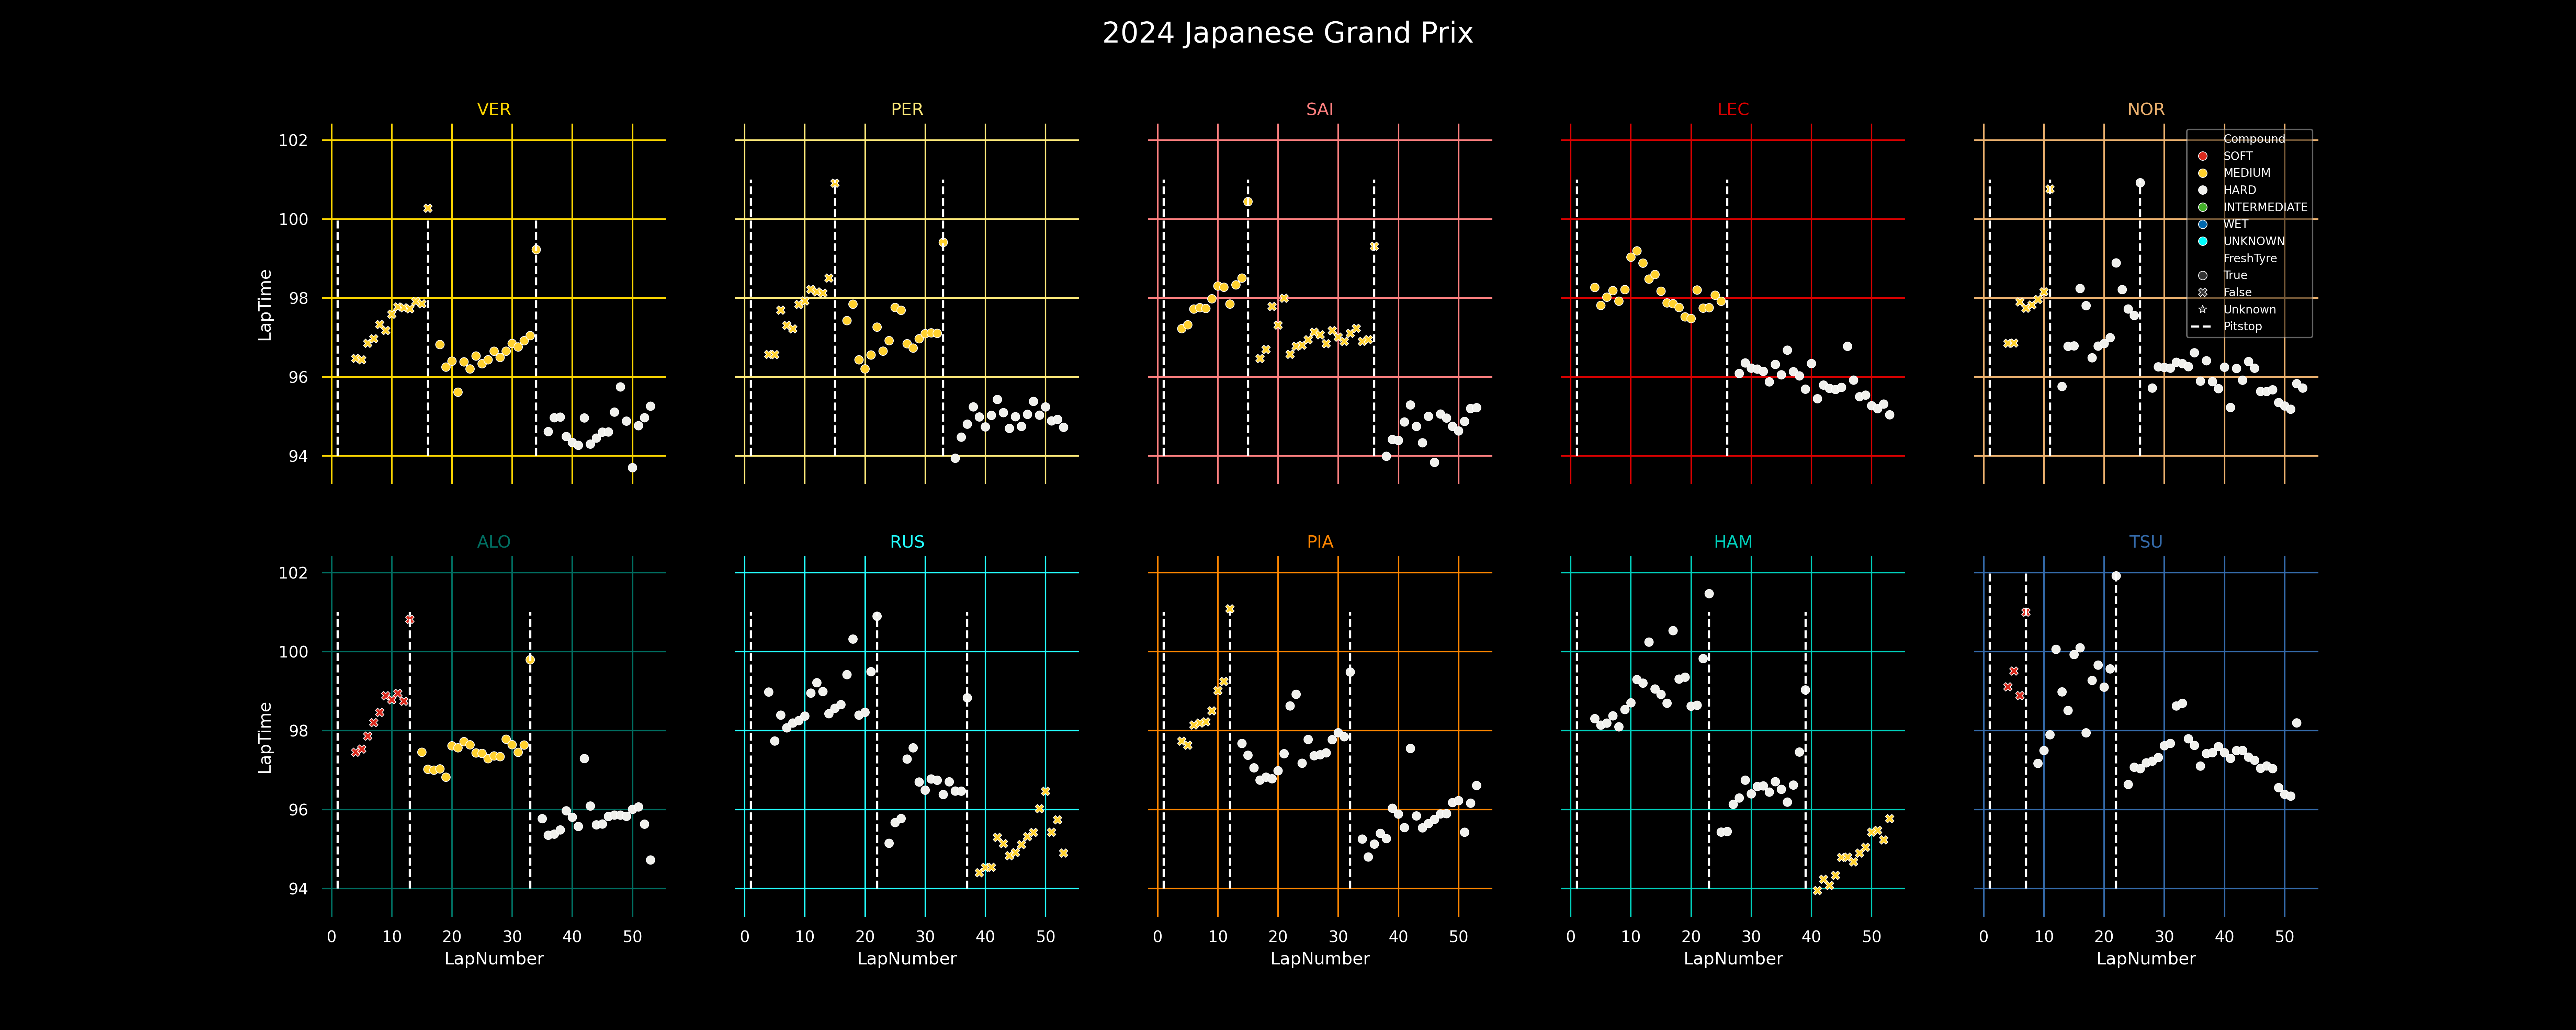 2024 Japanese Grand Prix
VER
PER
SAI
LEC
NOR
LapTime
102
100
98
96
94
Compound
SOFT
MEDIUM
HARD
INTERMEDIATE
WET
UNKNOWN
FreshTyre
True
False
Unknown
Pitstop
ALO
RUS
PIA
HAM
TSU
LapTime
102
100
98
96
94
0 10 20 30 40 50
0 10 20 30 40 50
0 10 20 30 40 50
0 10 20 30 40 50
0 10 20 30 40 50
LapNumber
LapNumber
LapNumber
LapNumber
LapNumber